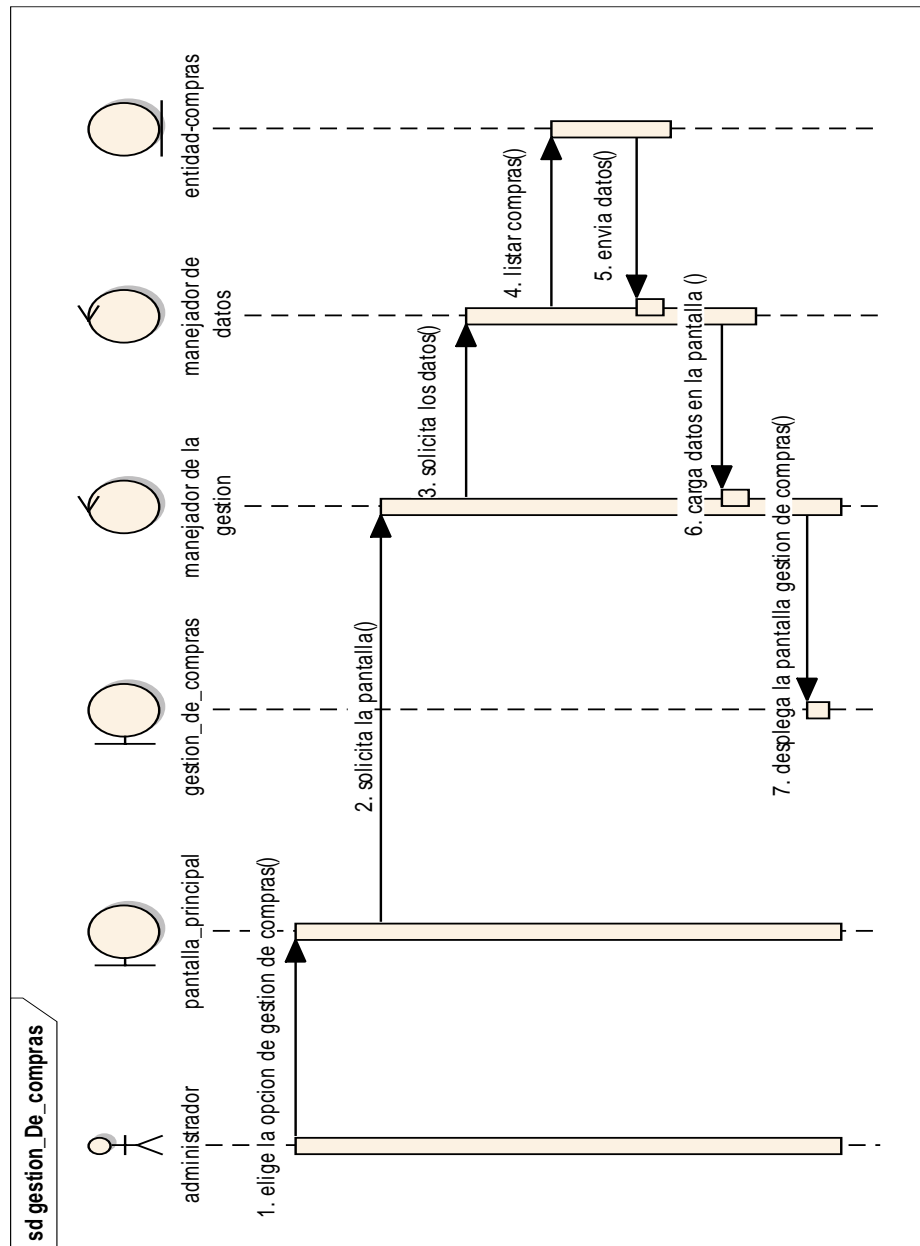 sd gestion_De_compras
administrador
pantalla_principal
gestion_de_compras
manejador de la
gestion
manejador de
datos
entidad-compras
1. elige la opcion de gestion de compras()
2. solicita la pantalla()
3. solicita los datos()
4. listar compras()
5. envia datos()
6. carga datos en la pantalla ()
7. desplega la pantalla gestion de compras()